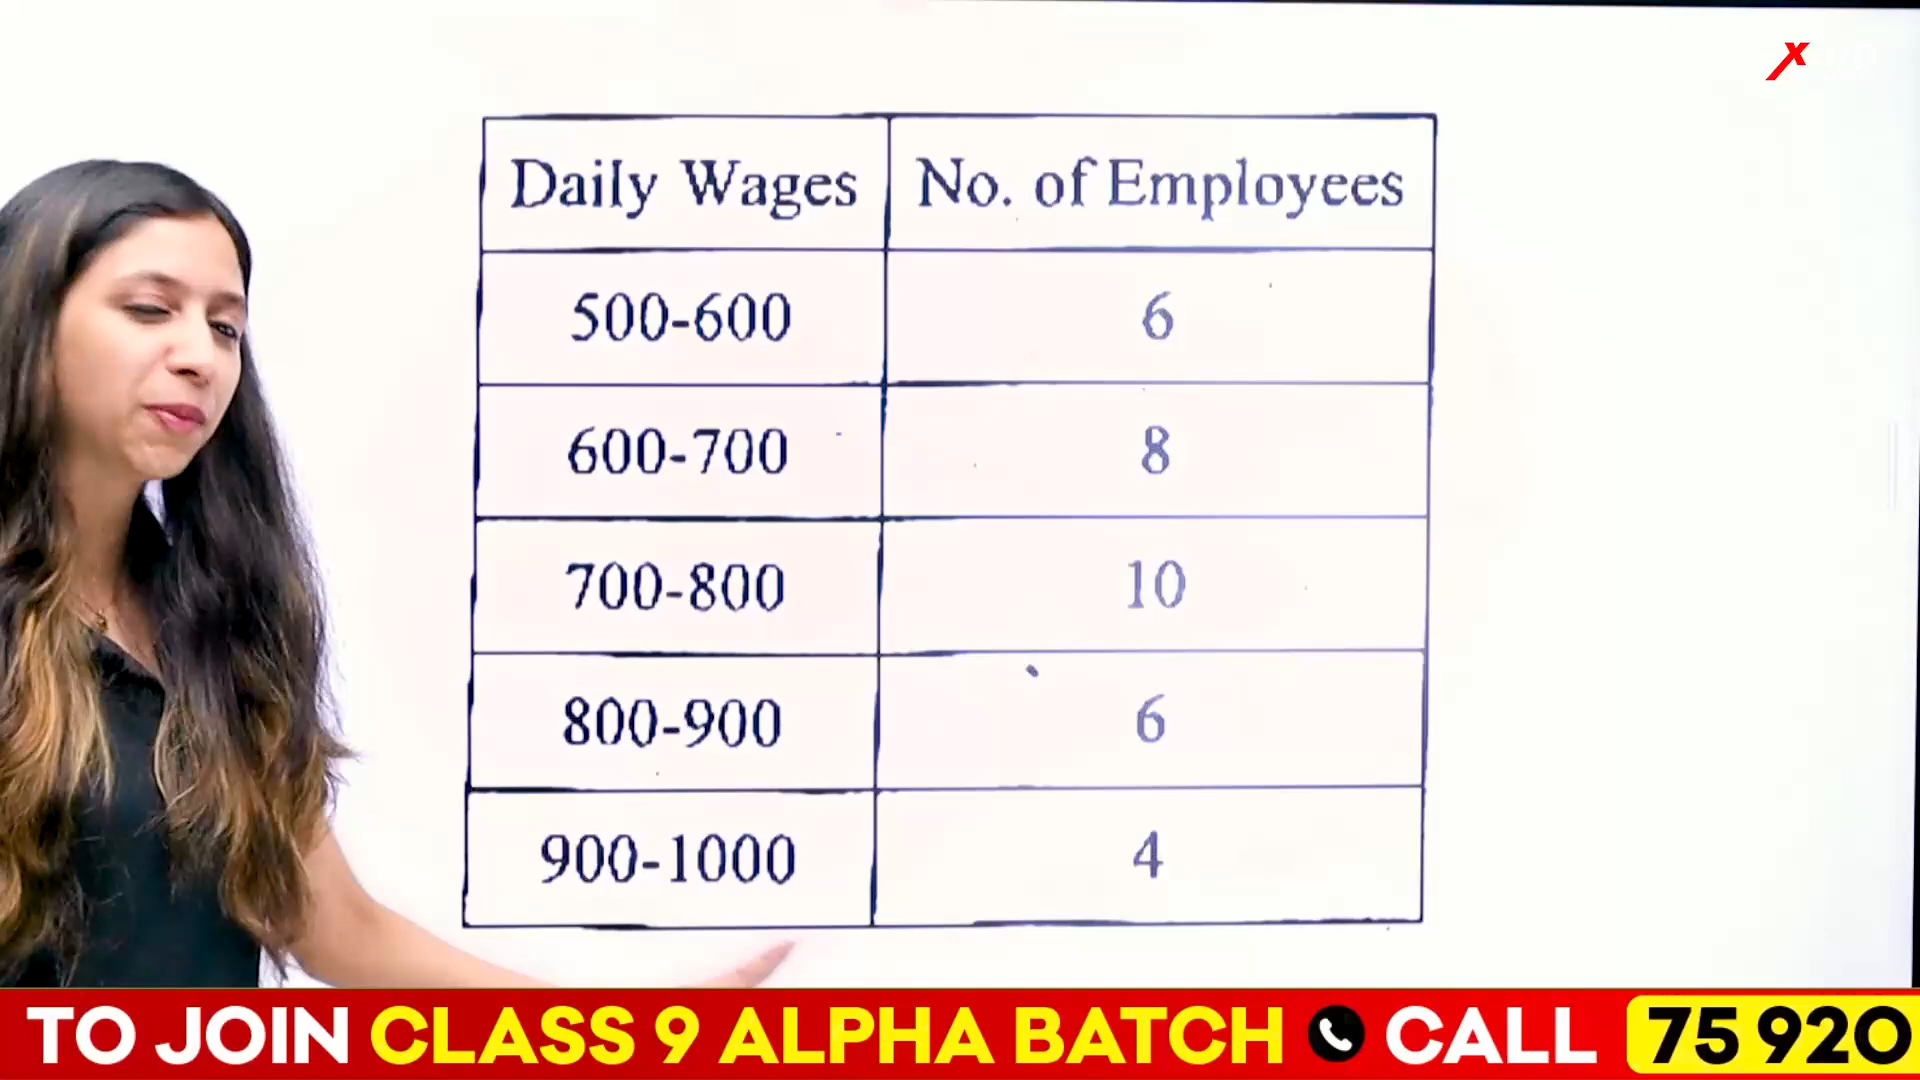 Daily Wages No. of Employees
500-600 6
600-700 8
700-800 10
800-900 6
900-1000 4
TO JOIN CLASS 9 ALPHA BATCH CALL 75 920